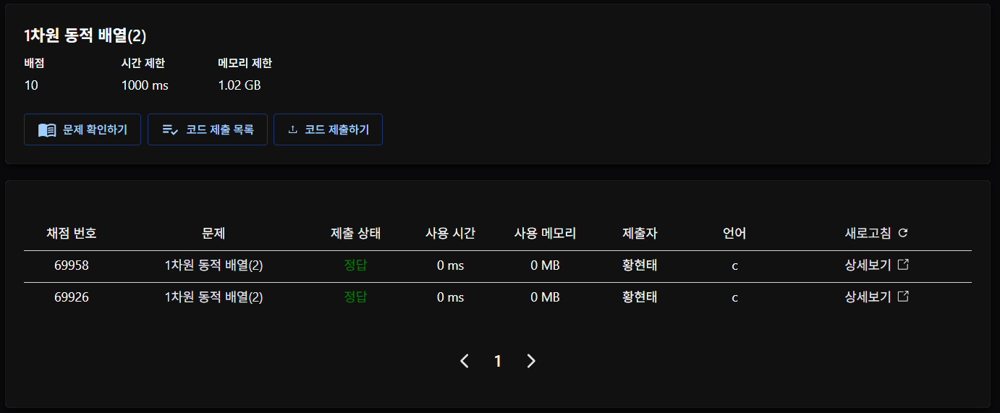 1차원 동적 배열(2)
배점 시간 제한 메모리 제한
10 1000 ms 1.02 GB
문제 확인하기 코드 제출 목록 코드 제출하기
채점 번호 문제 제출 상태 사용 시간 사용 메모리 제출자 언어 새로고침
69958 1차원 동적 배열(2) 정답 0 ms 0 MB 황현태 c 상세보기
69926 1차원 동적 배열(2) 정답 0 ms 0 MB 황현태 c 상세보기
1